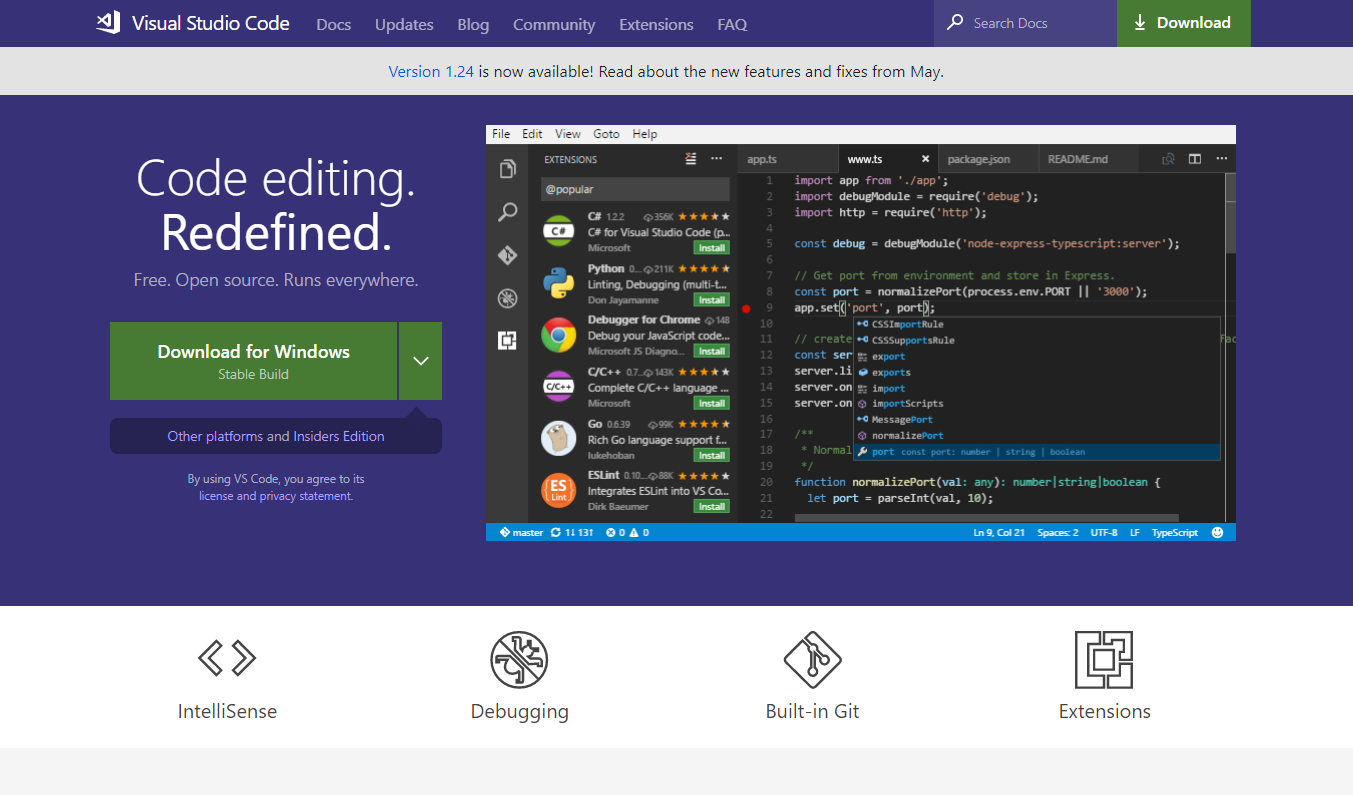 Visual Studio Code Docs Updates Blog Community Extensions FAQ Search Docs Download
Version 1.24 is now available! Read about the new features and fixes from May.
Code editing.
Redefined.
Free. Open source. Runs everywhere.
Download for Windows
Stable Build
Other platforms and Insiders Edition
By using VS Code, you agree to its
license and privacy statement.
File Edit View Goto Help
EXTENSIONS
@popular
C# 1.2.2 356K
C# for Visual Studio Code (p...
Microsoft Install
Python 0... 211K
Linting, Debugging (multi-t...
Don Jayamanne Install
Debugger for Chrome 148
Debug your JavaScript code...
Microsoft JS Diagno... Install
C/C++ 0.7... 143K
Complete C/C++ language ...
Microsoft Install
Go 0.6.39 99K
Rich Go language support f...
lukehoban Install
ESLint 0.10... 88K
Integrates ESLint into VS Co...
Dirk Baeumer Install
C#
C/C++
ES
Lint
app.ts www.ts package.json README.md
1 import app from './app';
2 import debugModule = require('debug');
3 import http = require('http');
4
5 const debug = debugModule('node-express-typescript:server');
6
7 // Get port from environment and store in Express.
8 const port = normalizePort(process.env.PORT || '3000');
9 app.set('port', port);
10
11 // create
12 const ser
13 server.li
14 server.on
15 server.on
16
17 /**
18 * Normal
19 */
20 function normalizePort(val: any): number|string|boolean {
21 let port = parseInt(val, 10);
22
CSSImportRule
CSSSupportsRule
export
exports
import
importScripts
MessagePort
normalizePort
port const port: number | string | boolean
master 1↓ 13↑ 0 0 Ln 9, Col 21 Spaces: 2 UTF-8 LF TypeScript
IntelliSense Debugging Built-in Git Extensions